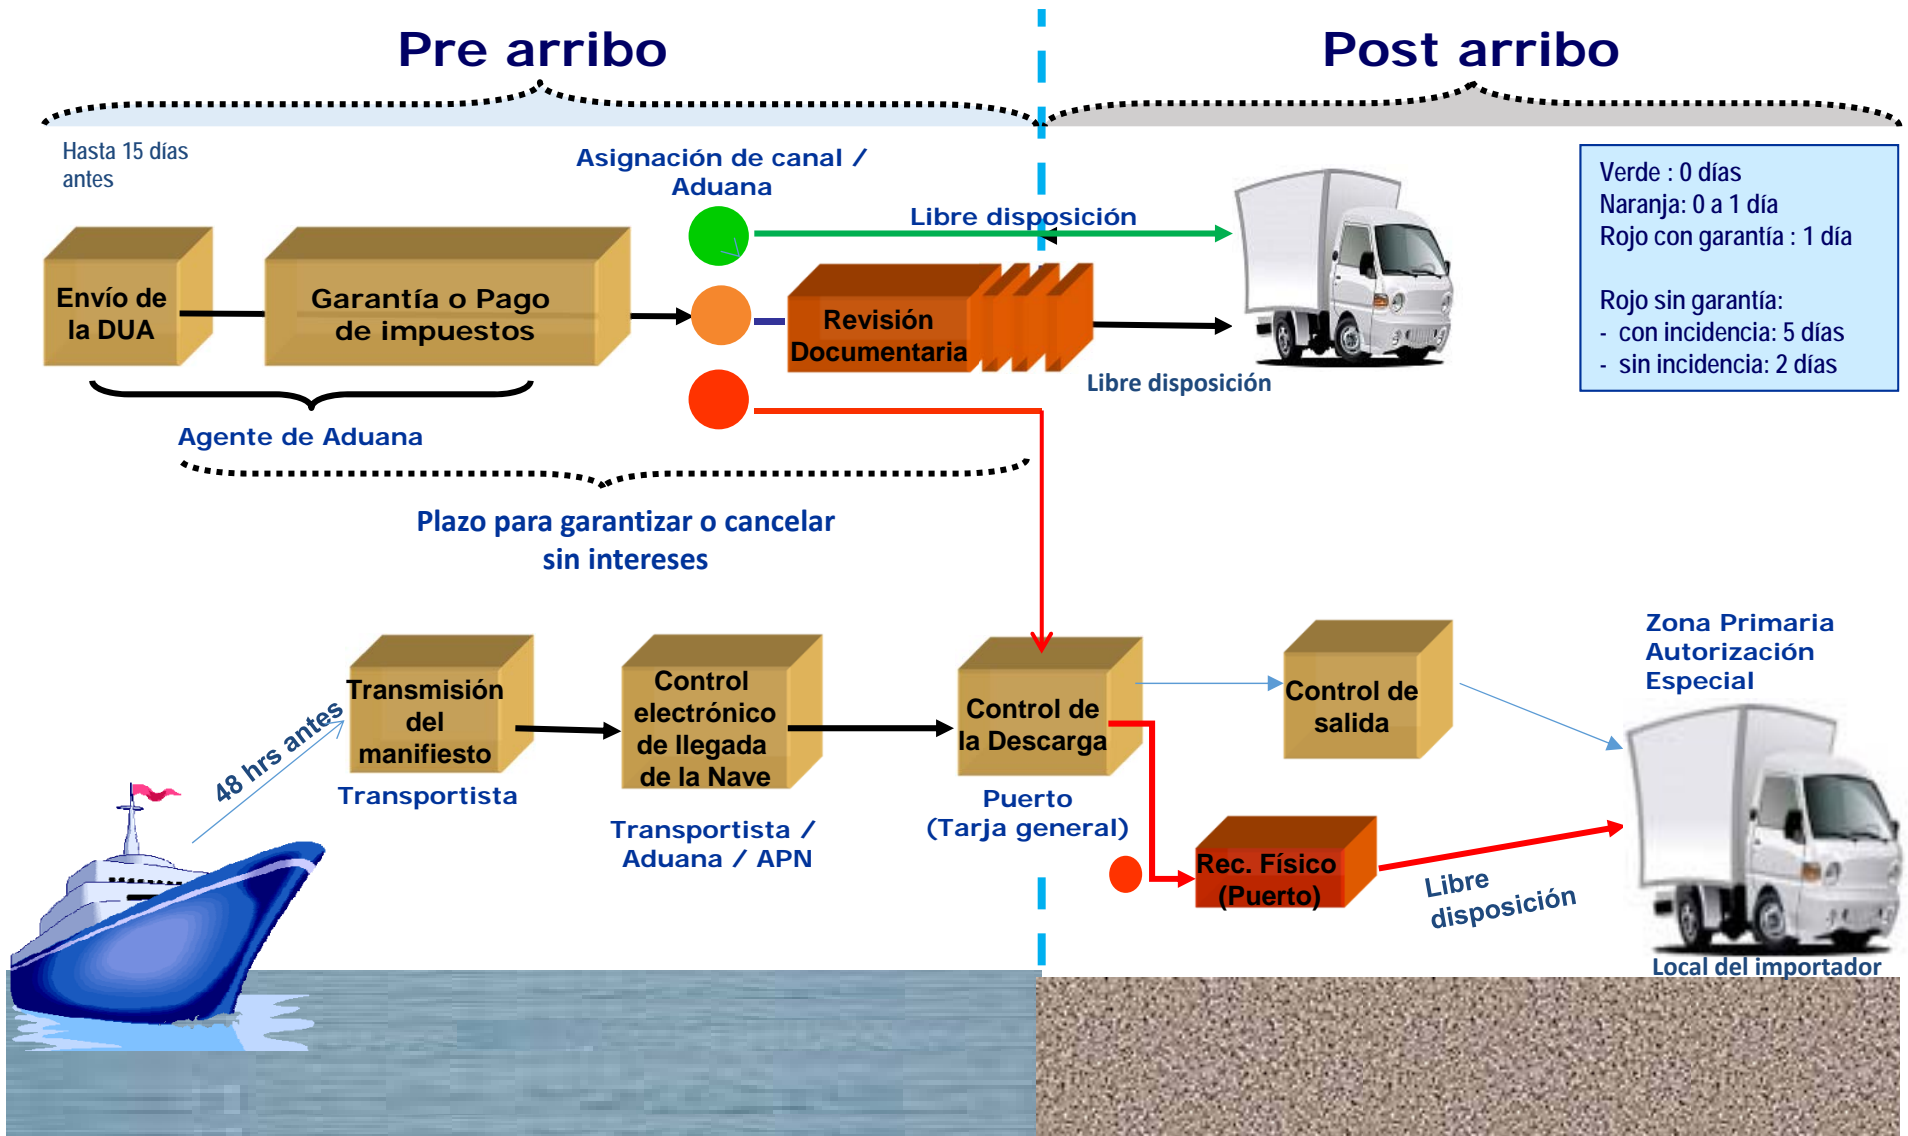 Pre arribo
Post arribo
Hasta 15 días
antes
Asignación de canal /
Aduana
Libre disposición
Verde : 0 días
Naranja: 0 a 1 día
Rojo con garantía : 1 día
Rojo sin garantía:
- con incidencia: 5 días
- sin incidencia: 2 días
Envío de
la DUA
Garantía o Pago
de impuestos
Revisión
Documentaria
Libre disposición
Agente de Aduana
Plazo para garantizar o cancelar
sin intereses
48 hrs antes
Transmisión
del
manifiesto
Transportista
Control
electrónico
de llegada
de la Nave
Transportista /
Aduana / APN
Control de
la Descarga
Puerto
(Tarja general)
Control de
salida
Zona Primaria
Autorización
Especial
Rec. Físico
(Puerto)
Libre
disposición
Local del importador